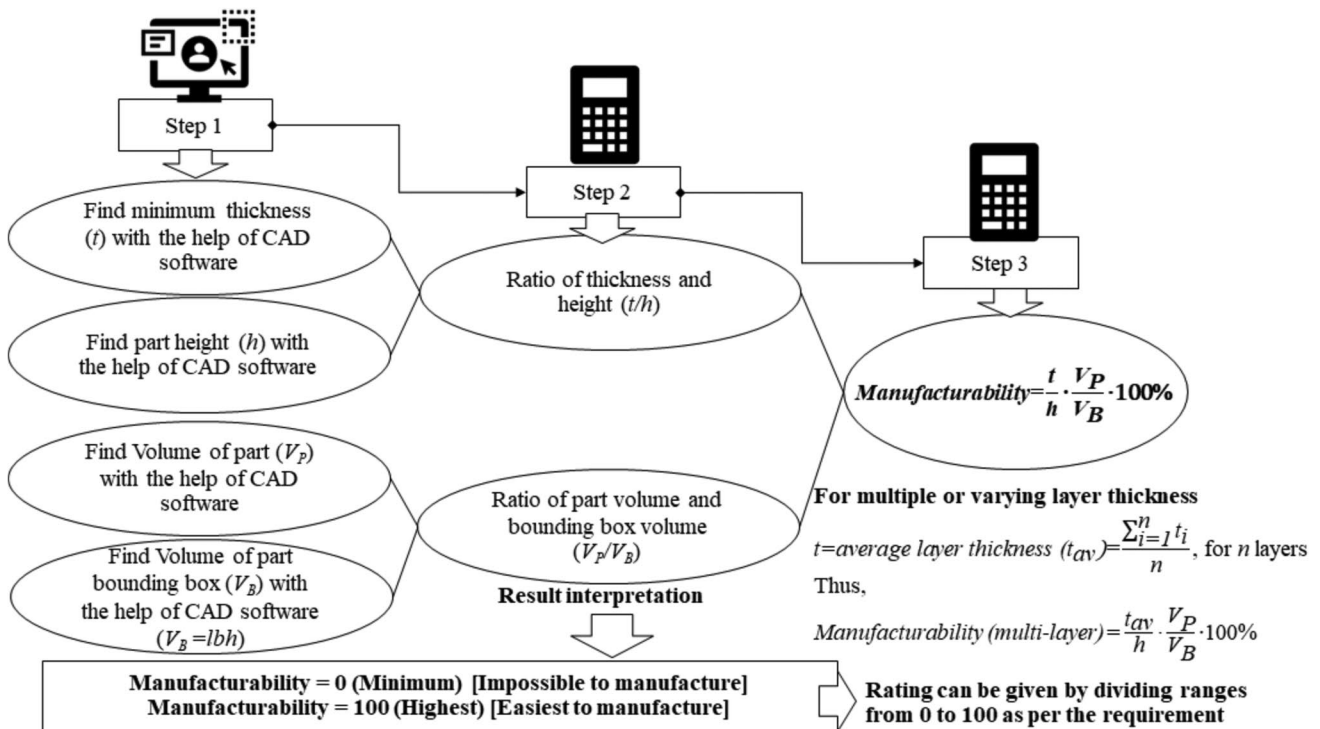 Step 1
Find minimum thickness
(t) with the help of CAD
software
Find part height (h) with
the help of CAD software
Find Volume of part (V_P)
with the help of CAD
software
Find Volume of part
bounding box (V_B) with
the help of CAD software
(V_B =lbh)
Step 2
Ratio of thickness and
height (t/h)
Ratio of part volume and
bounding box volume
(V_P/V_B)
Step 3
Manufacturability=t/h · V_P/V_B · 100%
For multiple or varying layer thickness
t=average layer thickness (t_av)=∑_{i=1}^{n} t_i/n, for n layers
Thus,
Manufacturability (multi-layer)=t_av/h · V_P/V_B · 100%
Result interpretation
Manufacturability = 0 (Minimum) [Impossible to manufacture]
Manufacturability = 100 (Highest) [Easiest to manufacture]
Rating can be given by dividing ranges
from 0 to 100 as per the requirement